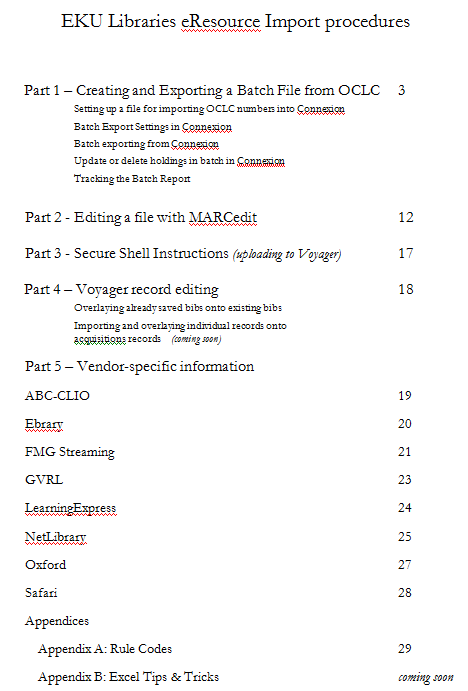 EKU Libraries eResource Import procedures
Part 1 – Creating and Exporting a Batch File from OCLC 3
Setting up a file for importing OCLC numbers into Connexion
Batch Export Settings in Connexion
Batch exporting from Connexion
Update or delete holdings in batch in Connexion
Tracking the Batch Report
Part 2 - Editing a file with MARCedit 12
Part 3 - Secure Shell Instructions (uploading to Voyager) 17
Part 4 – Voyager record editing 18
Overlaying already saved bibs onto existing bibs
Importing and overlaying individual records onto
acquisitions records (coming soon)
Part 5 – Vendor-specific information
ABC-CLIO 19
Ebrary 20
FMG Streaming 21
GVRL 23
LearningExpress 24
NetLibrary 25
Oxford 27
Safari 28
Appendices
Appendix A: Rule Codes 29
Appendix B: Excel Tips & Tricks coming soon